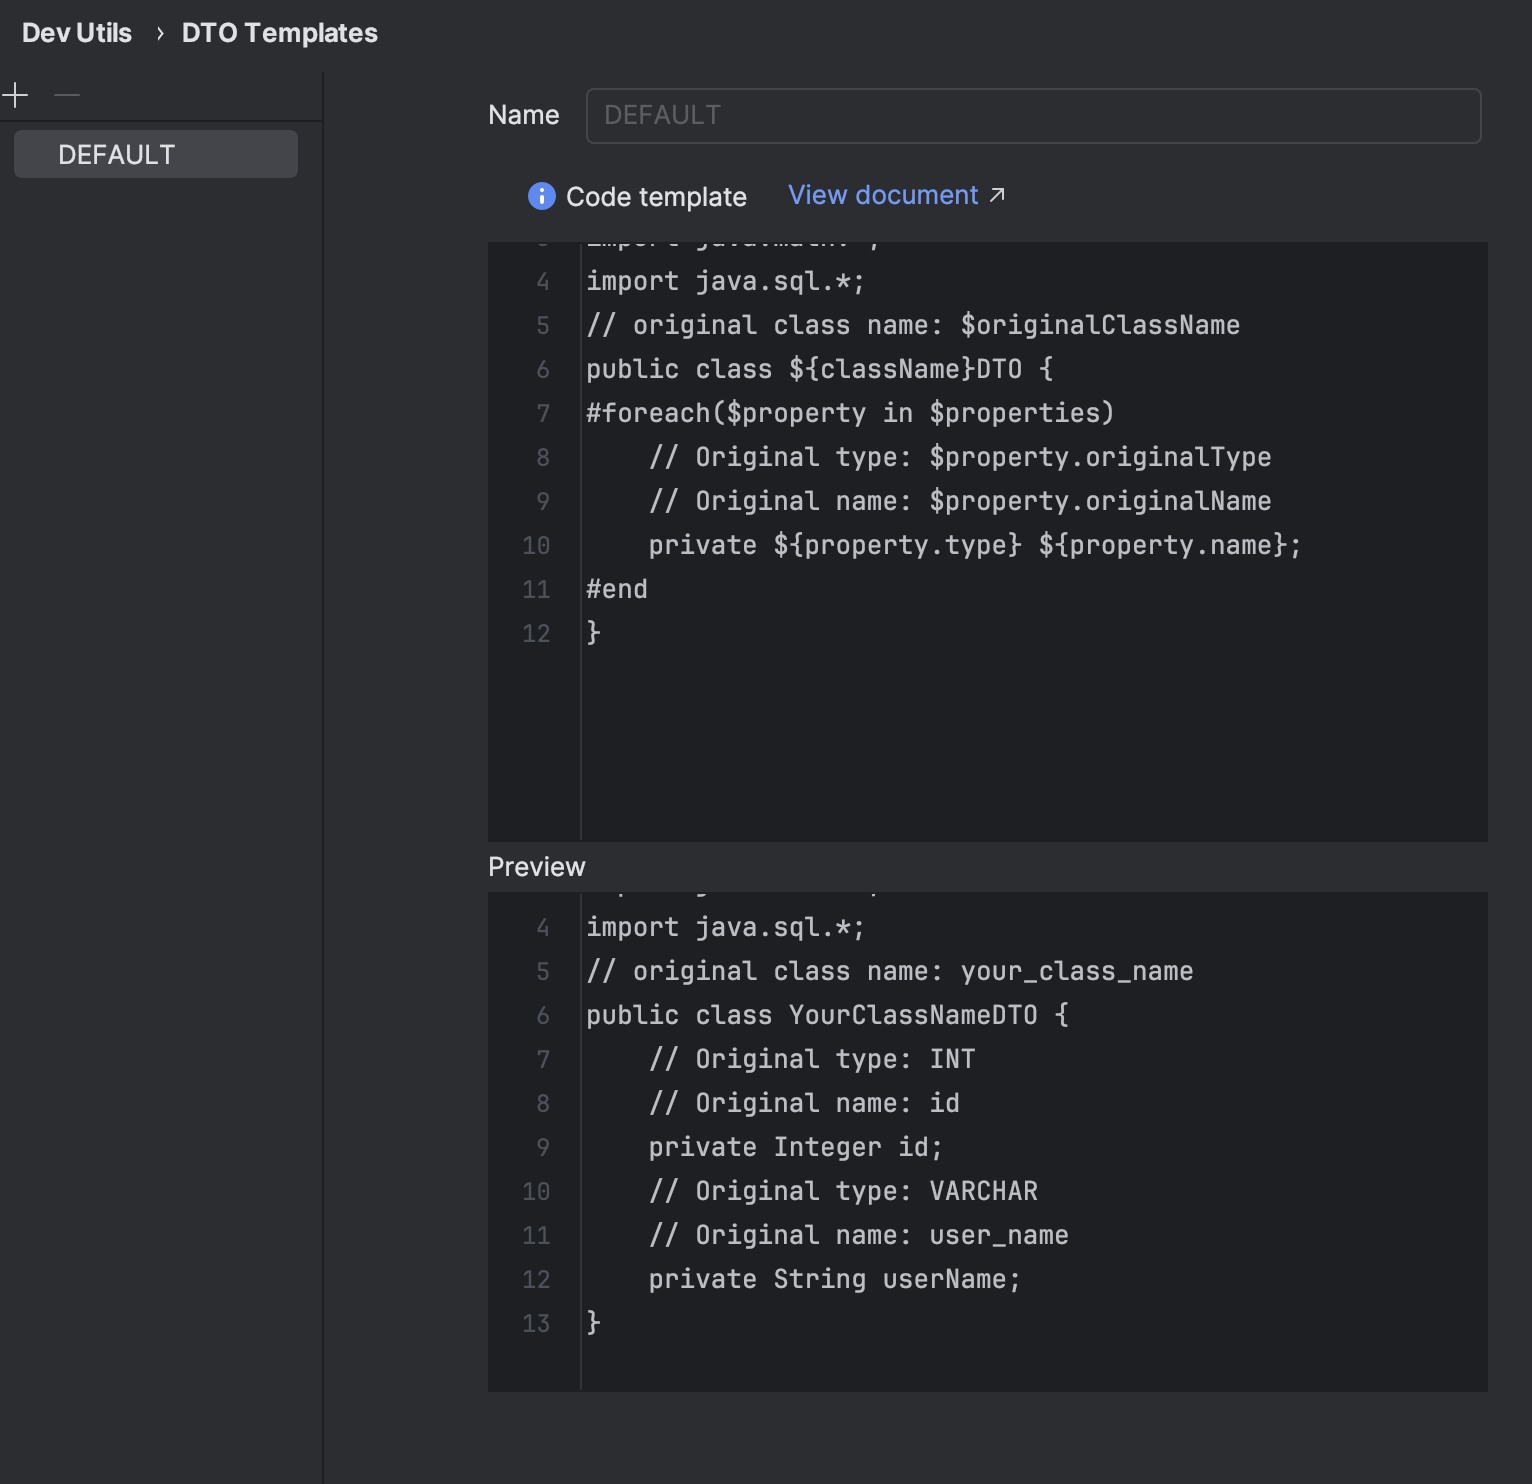 Dev Utils › DTO Templates
DEFAULT
Name DEFAULT
Code template View document ↗
4 import java.sql.*;
5 // original class name: $originalClassName
6 public class ${className}DTO {
7 #foreach($property in $properties)
8 // Original type: $property.originalType
9 // Original name: $property.originalName
10 private ${property.type} ${property.name};
11 #end
12 }
Preview
4 import java.sql.*;
5 // original class name: your_class_name
6 public class YourClassNameDTO {
7 // Original type: INT
8 // Original name: id
9 private Integer id;
10 // Original type: VARCHAR
11 // Original name: user_name
12 private String userName;
13 }